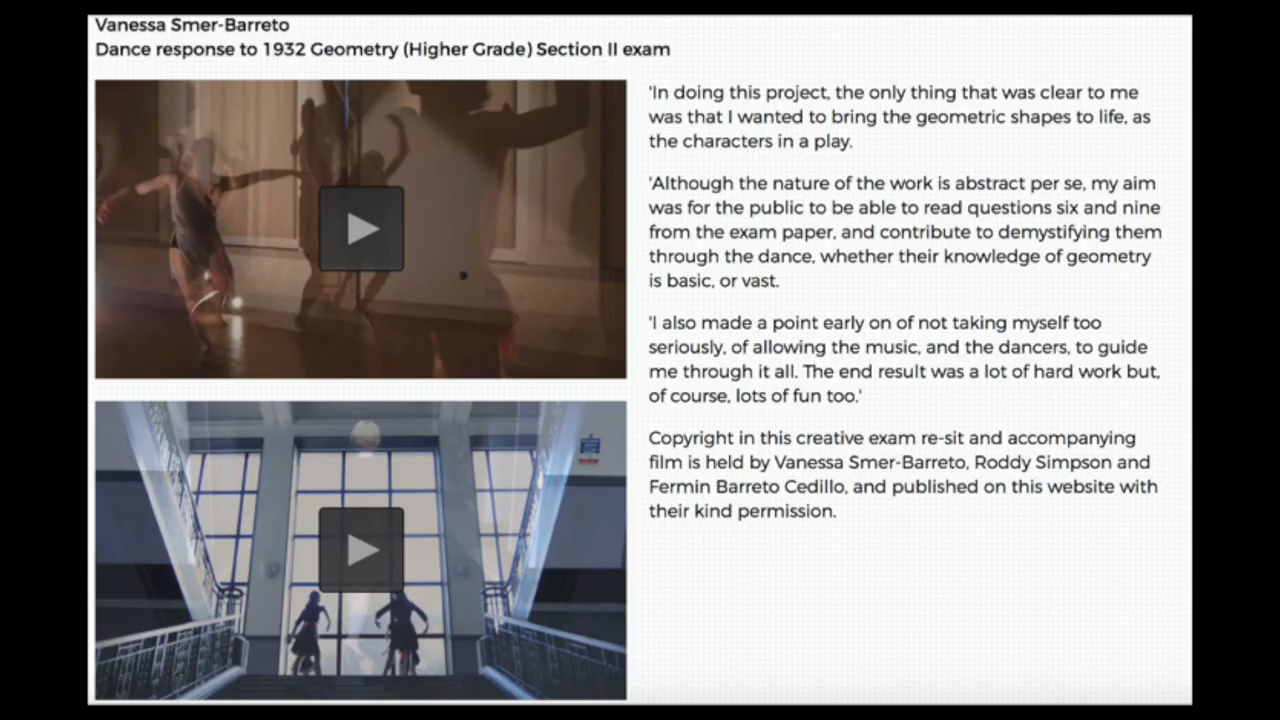 Vanessa Smer-Barreto
Dance response to 1932 Geometry (Higher Grade) Section II exam
'In doing this project, the only thing that was clear to me
was that I wanted to bring the geometric shapes to life, as
the characters in a play.
'Although the nature of the work is abstract per se, my aim
was for the public to be able to read questions six and nine
from the exam paper, and contribute to demystifying them
through the dance, whether their knowledge of geometry
is basic, or vast.
'I also made a point early on of not taking myself too
seriously, of allowing the music, and the dancers, to guide
me through it all. The end result was a lot of hard work but,
of course, lots of fun too.'
Copyright in this creative exam re-sit and accompanying
film is held by Vanessa Smer-Barreto, Roddy Simpson and
Fermin Barreto Cedillo, and published on this website with
their kind permission.